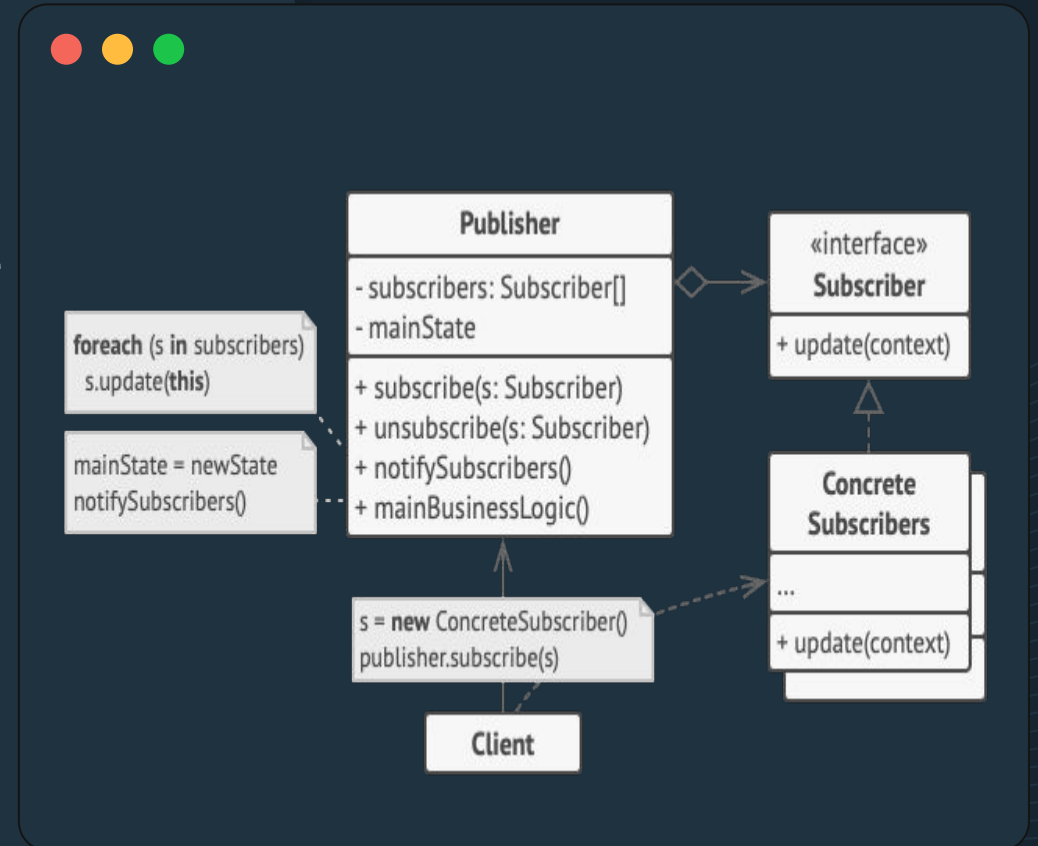 Publisher
- subscribers: Subscriber[]
- mainState
+ subscribe(s: Subscriber)
+ unsubscribe(s: Subscriber)
+ notifySubscribers()
+ mainBusinessLogic()
«interface»
Subscriber
+ update(context)
foreach (s in subscribers)
s.update(this)
mainState = newState
notifySubscribers()
Concrete
Subscribers
...
+ update(context)
s = new ConcreteSubscriber()
publisher.subscribe(s)
Client